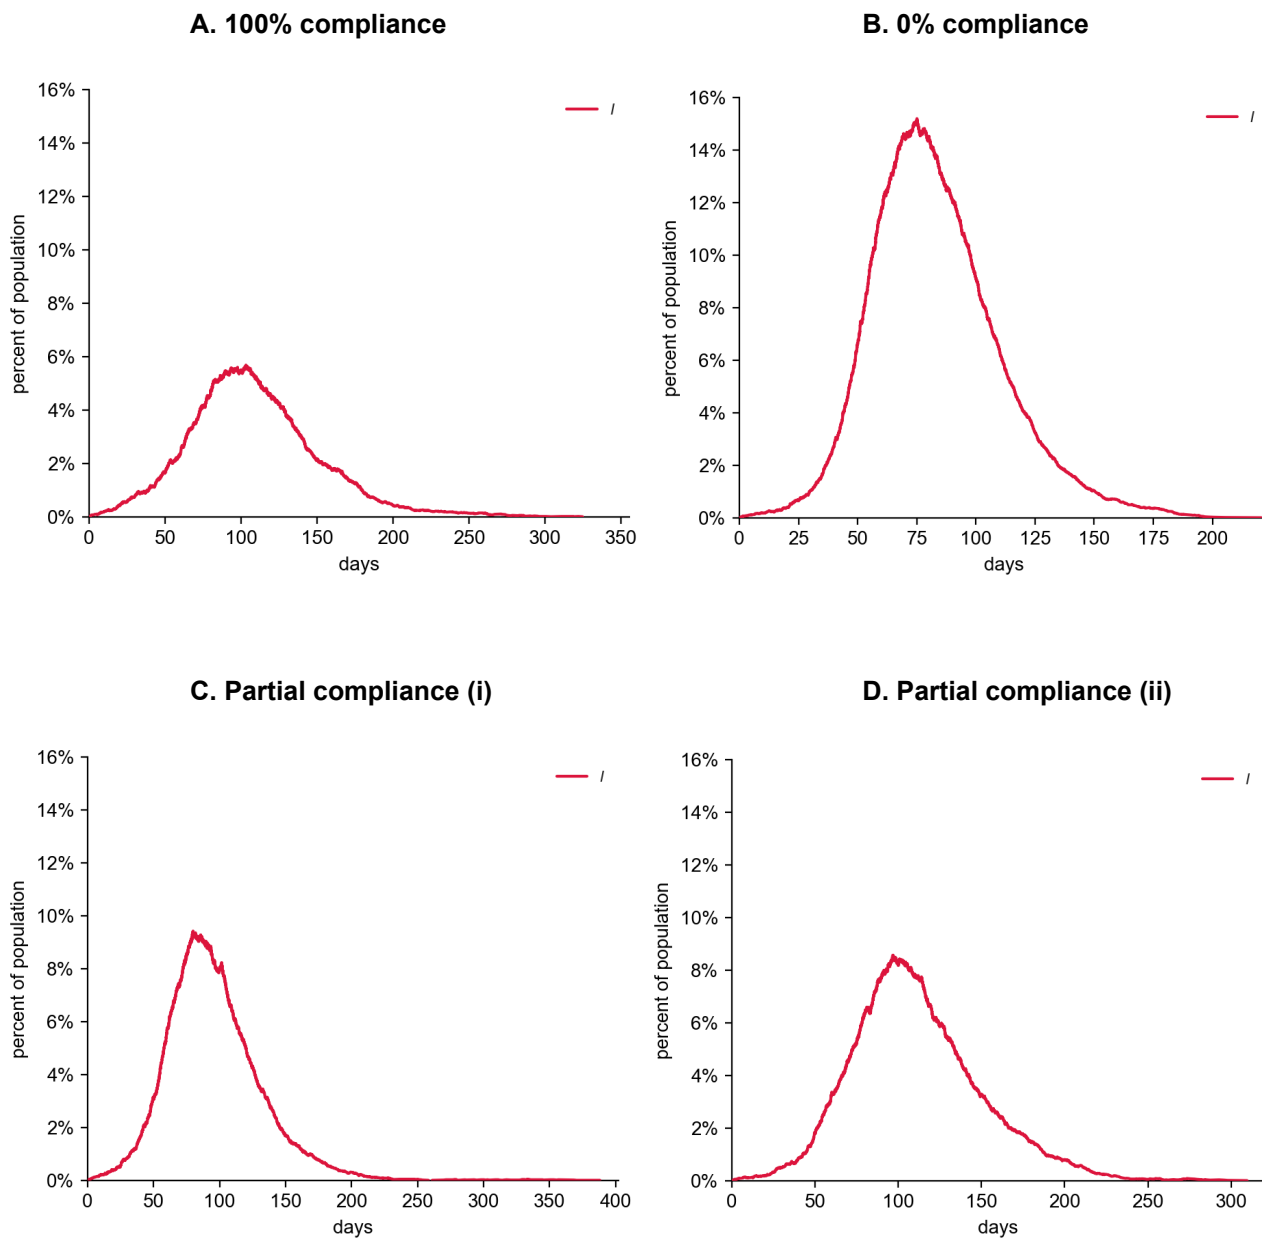 A. 100% compliance
16%
14%
12%
10%
8%
6%
4%
2%
0%
percent of population
I
0 50 100 150 200 250 300 350
days
B. 0% compliance
16%
14%
12%
10%
8%
6%
4%
2%
0%
percent of population
I
0 25 50 75 100 125 150 175 200
days
C. Partial compliance (i)
16%
14%
12%
10%
8%
6%
4%
2%
0%
percent of population
I
0 50 100 150 200 250 300 350 400
days
D. Partial compliance (ii)
16%
14%
12%
10%
8%
6%
4%
2%
0%
percent of population
I
0 50 100 150 200 250 300
days